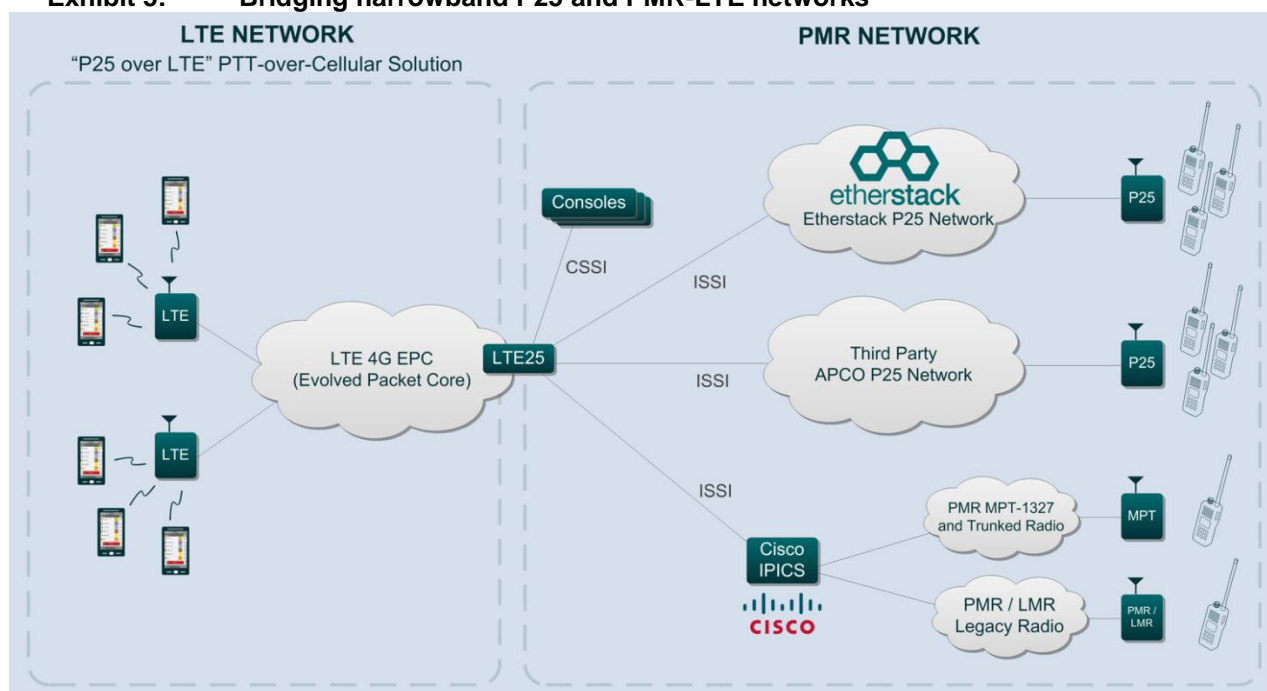 Exhibit 5: Bridging narrowband P25 and PMR-LTE networks
LTE NETWORK
"P25 over LTE" PTT-over-Cellular Solution
PMR NETWORK
LTE
LTE
LTE 4G EPC
(Evolved Packet Core)
LTE25
Consoles
CSSI
ISSI
ISSI
ISSI
etherstack
Etherstack P25 Network
P25
Third Party
APCO P25 Network
P25
Cisco
IPICS
CISCO
PMR MPT-1327
and Trunked Radio
MPT
PMR / LMR
Legacy Radio
PMR /
LMR